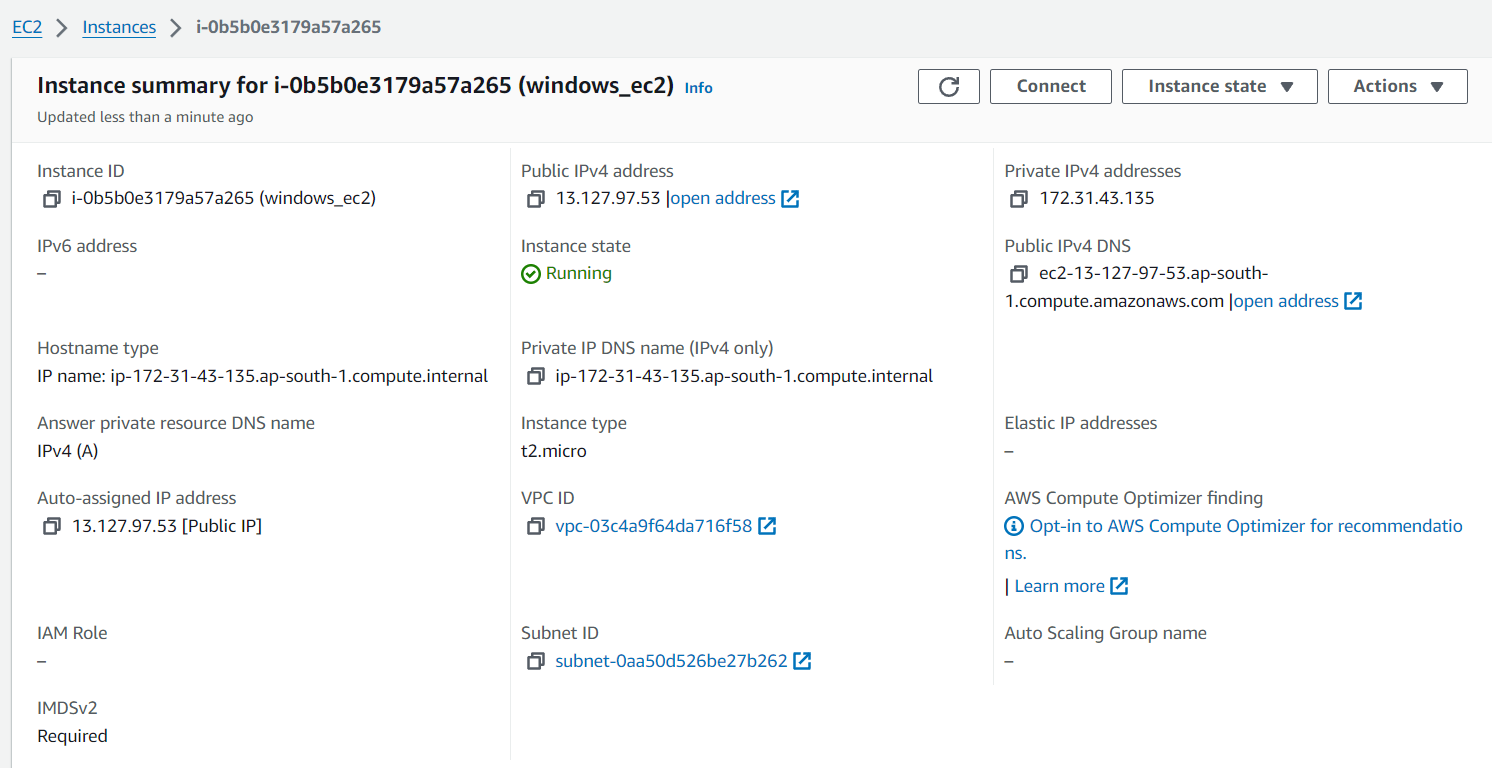 EC2 > Instances > i-0b5b0e3179a57a265
Instance summary for i-0b5b0e3179a57a265 (windows_ec2) Info
Updated less than a minute ago
Connect
Instance state
Actions
Instance ID
i-0b5b0e3179a57a265 (windows_ec2)
Public IPv4 address
13.127.97.53 |open address
Private IPv4 addresses
172.31.43.135
IPv6 address
–
Instance state
Running
Public IPv4 DNS
ec2-13-127-97-53.ap-south-
1.compute.amazonaws.com |open address
Hostname type
IP name: ip-172-31-43-135.ap-south-1.compute.internal
Private IP DNS name (IPv4 only)
ip-172-31-43-135.ap-south-1.compute.internal
Answer private resource DNS name
IPv4 (A)
Instance type
t2.micro
Elastic IP addresses
–
Auto-assigned IP address
13.127.97.53 [Public IP]
VPC ID
vpc-03c4a9f64da716f58
AWS Compute Optimizer finding
Opt-in to AWS Compute Optimizer for recommendatio
ns.
| Learn more
IAM Role
–
Subnet ID
subnet-0aa50d526be27b262
Auto Scaling Group name
–
IMDSv2
Required